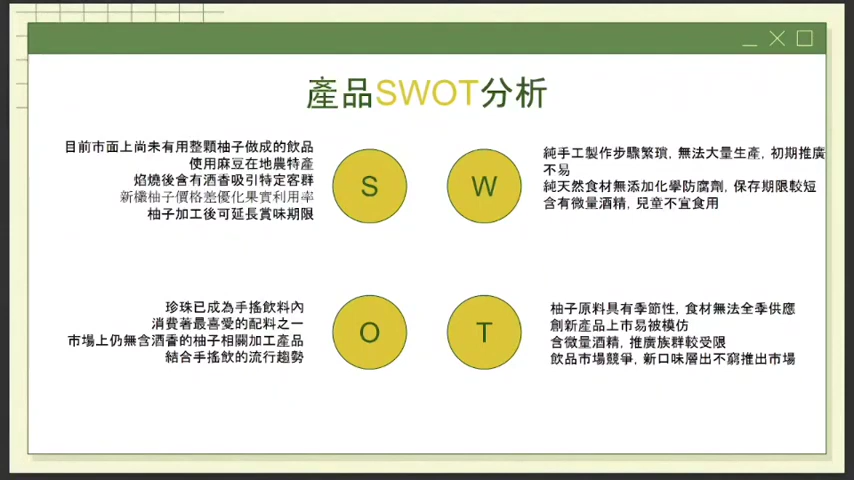 產品SWOT分析
目前市面上尚未有用整顆柚子做成的飲品
使用麻豆在地農特產
焰燒後含有酒香吸引特定客群
新欉柚子價格差優化果實利用率
柚子加工後可延長賞味期限
S
W
純手工製作步驟繁瑣, 無法大量生產, 初期推廣
不易
純天然食材無添加化學防腐劑, 保存期限較短
含有微量酒精, 兒童不宜食用
珍珠已成為手搖飲料內
消費著最喜愛的配料之一
市場上仍無含酒香的柚子相關加工產品
結合手搖飲的流行趨勢
O
T
柚子原料具有季節性, 食材無法全季供應
創新產品上市易被模仿
含微量酒精, 推廣族群較受限
飲品市場競爭, 新口味層出不窮推出市場